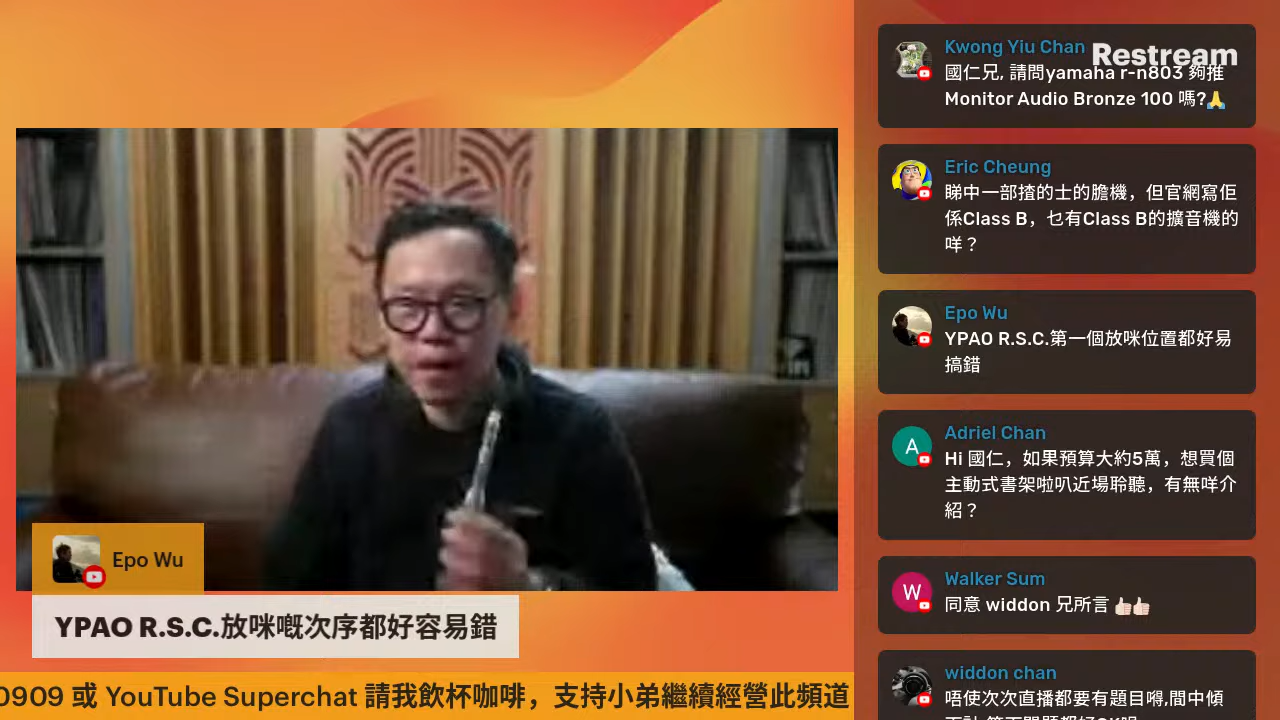 Restream
Kwong Yiu Chan
國仁兄, 請問yamaha r-n803 夠推
Monitor Audio Bronze 100 嗎?🙏
Eric Cheung
睇中一部揸的士的膽機，但官網寫佢
係Class B，乜有Class B的擴音機的
咩？
Epo Wu
YPAO R.S.C.第一個放咪位置都好易
搞錯
A
Adriel Chan
Hi 國仁，如果預算大約5萬，想買個
主動式書架啦叭近場聆聽，有無咩介
紹？
W
Walker Sum
同意 widdon 兄所言 👍🏻👍🏻
widdon chan
唔使次次直播都要有題目嘚,間中傾
Epo Wu
YPAO R.S.C.放咪嘅次序都好容易錯
0909 或 YouTube Superchat 請我飲杯咖啡，支持小弟繼續經營此頻道